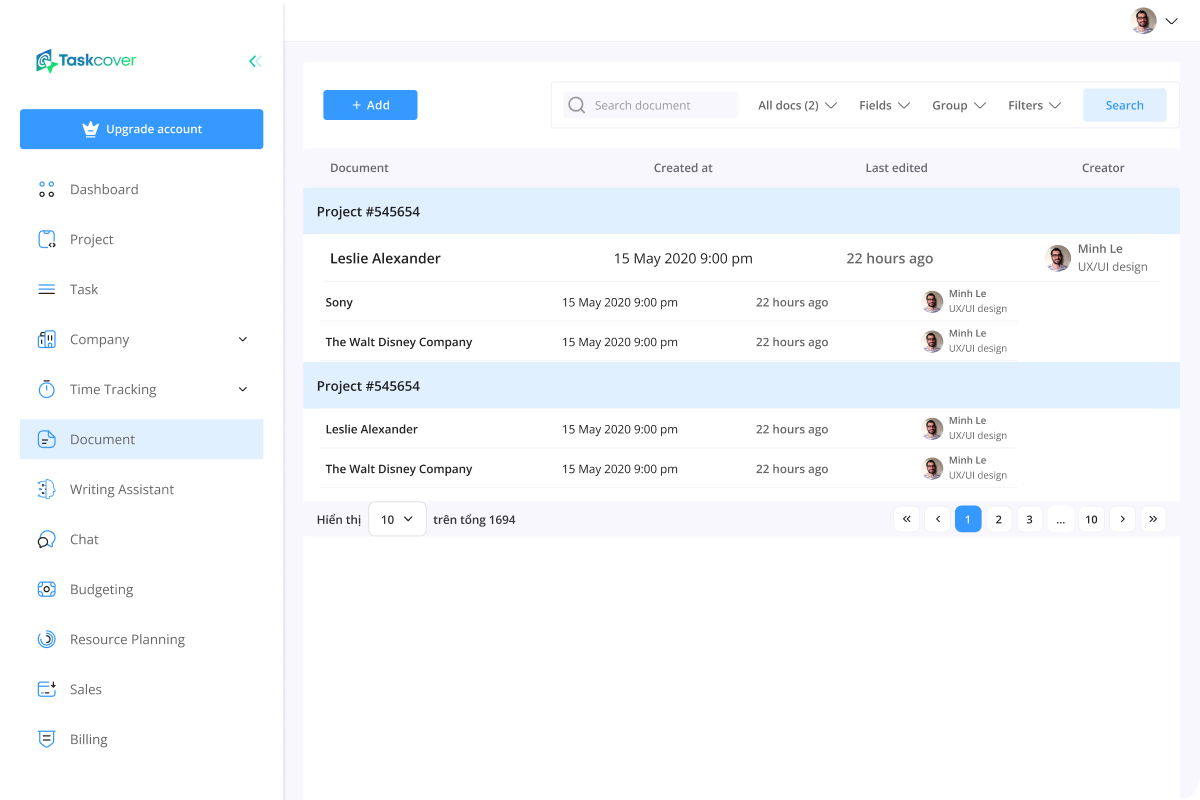 Taskcover
Upgrade account
Dashboard
Project
Task
Company
Time Tracking
Document
Writing Assistant
Chat
Budgeting
Resource Planning
Sales
Billing
+ Add
Search document
All docs (2)
Fields
Group
Filters
Search
Document Created at Last edited Creator
Project #545654
Leslie Alexander 15 May 2020 9:00 pm 22 hours ago Minh Le
UX/UI design
Sony 15 May 2020 9:00 pm 22 hours ago Minh Le
UX/UI design
The Walt Disney Company 15 May 2020 9:00 pm 22 hours ago Minh Le
UX/UI design
Project #545654
Leslie Alexander 15 May 2020 9:00 pm 22 hours ago Minh Le
UX/UI design
The Walt Disney Company 15 May 2020 9:00 pm 22 hours ago Minh Le
UX/UI design
Hiển thị 10 trên tổng 1694 « ‹ 1 2 3 ... 10 › »